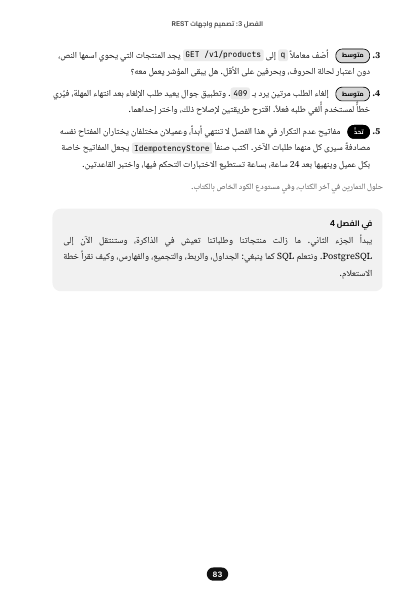 الفصل 3: تصميم واجهات REST
3. متوسط أضف معاملاً q إلى GET /v1/products يجد المنتجات التي يحوي اسمها النص،
دون اعتبار لحالة الحروف، وبحرفين على الأقل. هل يبقى المؤشر يعمل معه؟
4. متوسط إلغاء الطلب مرتين يرد بـ 409. وتطبيق جوال يعيد طلب الإلغاء بعد انتهاء المهلة، فيُري
خطأً لمستخدم أُلغي طلبه فعلاً. اقترح طريقتين لإصلاح ذلك، واختر إحداهما.
5. تحدٍّ مفاتيح عدم التكرار في هذا الفصل لا تنتهي أبداً، وعميلان مختلفان يختاران المفتاح نفسه
مصادفةً سيرى كل منهما طلبات الآخر. اكتب صنفاً IdempotencyStore يجعل المفاتيح خاصة
بكل عميل وينهيها بعد 24 ساعة، بساعة تستطيع الاختبارات التحكم فيها، واختبر القاعدتين.
حلول التمارين في آخر الكتاب، وفي مستودع الكود الخاص بالكتاب.
في الفصل 4
يبدأ الجزء الثاني. ما زالت منتجاتنا وطلباتنا تعيش في الذاكرة، وستنتقل الآن إلى
PostgreSQL. ونتعلم SQL كما ينبغي: الجداول، والربط، والتجميع، والفهارس، وكيف نقرأ خطة
الاستعلام.
83